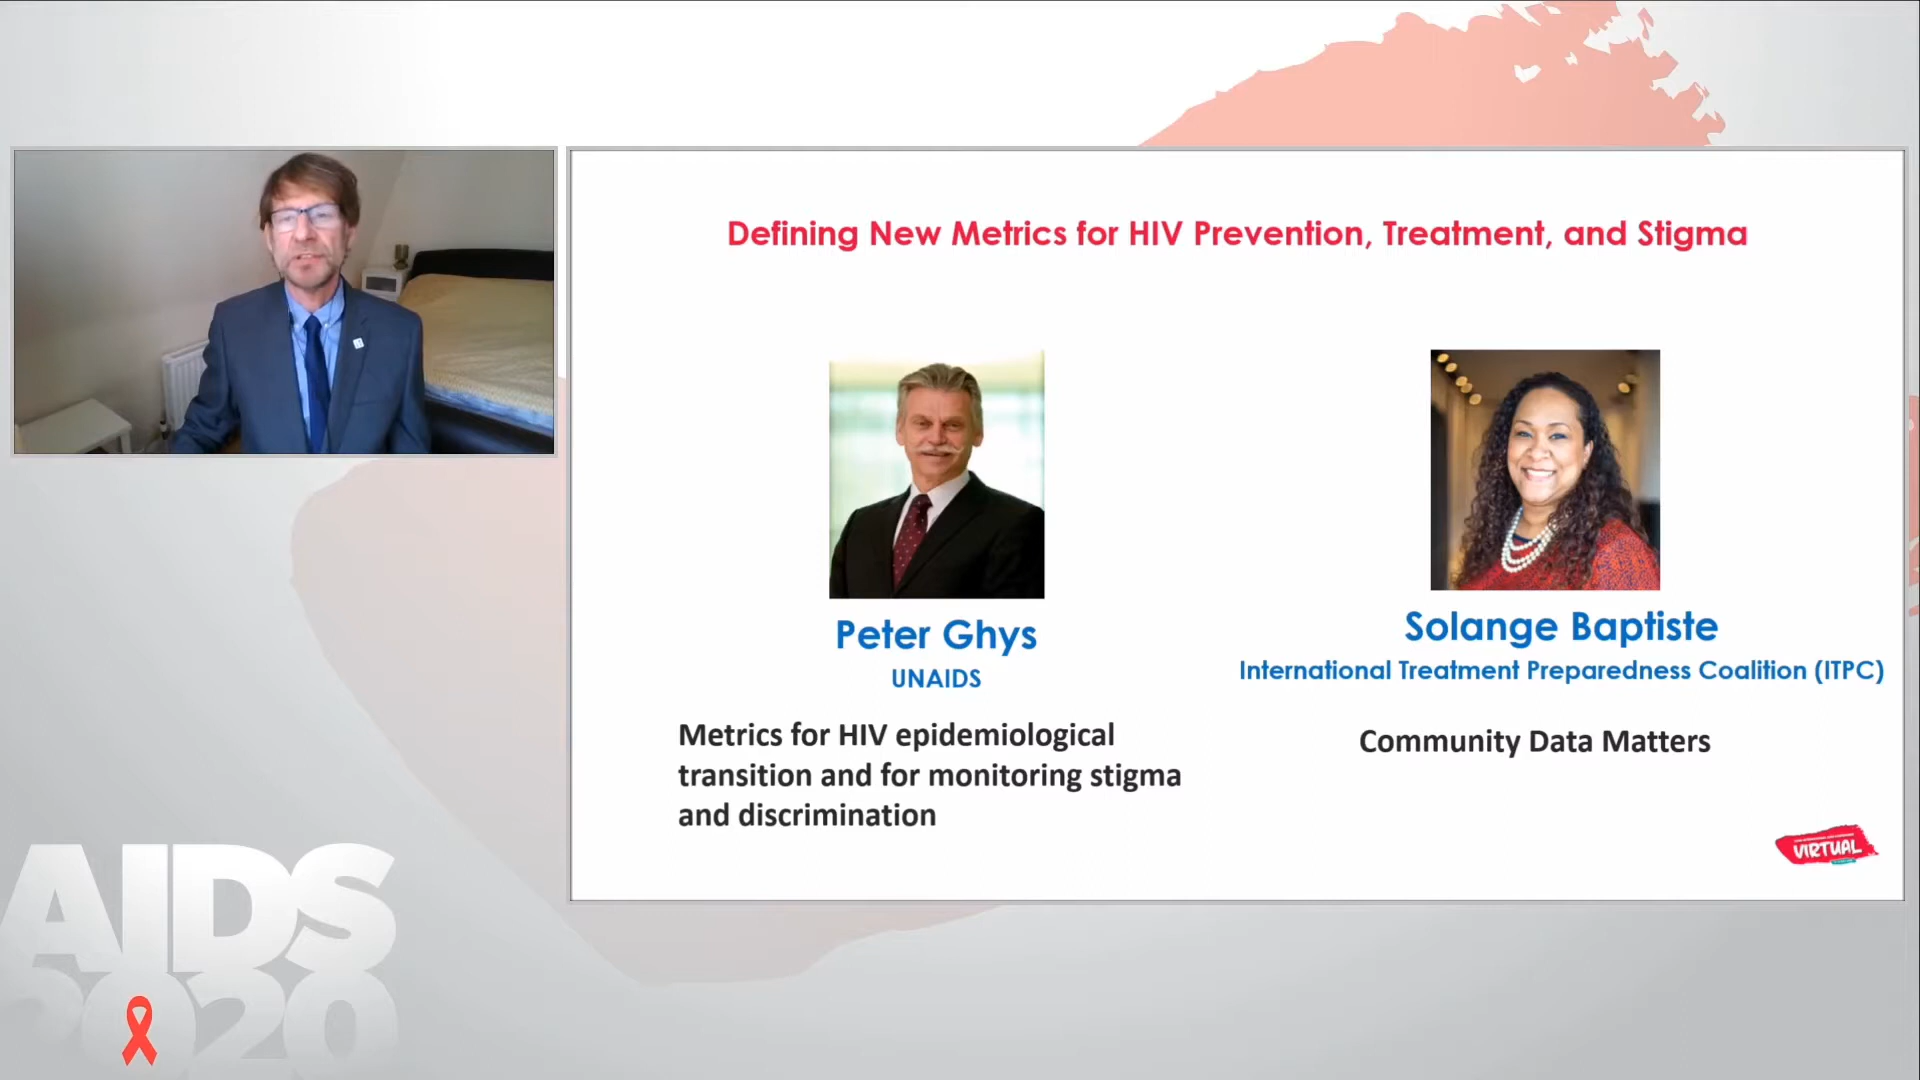 Defining New Metrics for HIV Prevention, Treatment, and Stigma
Peter Ghys
UNAIDS
Metrics for HIV epidemiological
transition and for monitoring stigma
and discrimination
Solange Baptiste
International Treatment Preparedness Coalition (ITPC)
Community Data Matters
VIRTUAL
AIDS
2020